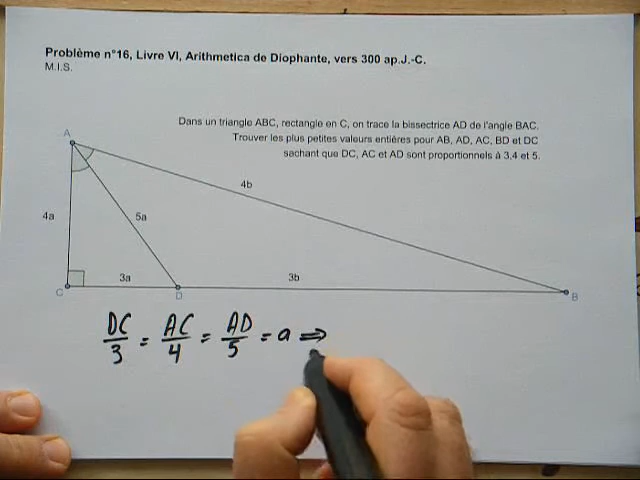 Problème n°16, Livre VI, Arithmetica de Diophante, vers 300 ap.J.-C.
M.I.S.
Dans un triangle ABC, rectangle en C, on trace la bissectrice AD de l'angle BAC.
Trouver les plus petites valeurs entières pour AB, AD, AC, BD et DC
sachant que DC, AC et AD sont proportionnels à 3,4 et 5.
A
4b
4a
5a
3a
3b
C
D
B
DC/3 = AC/4 = AD/5 = a ⇒